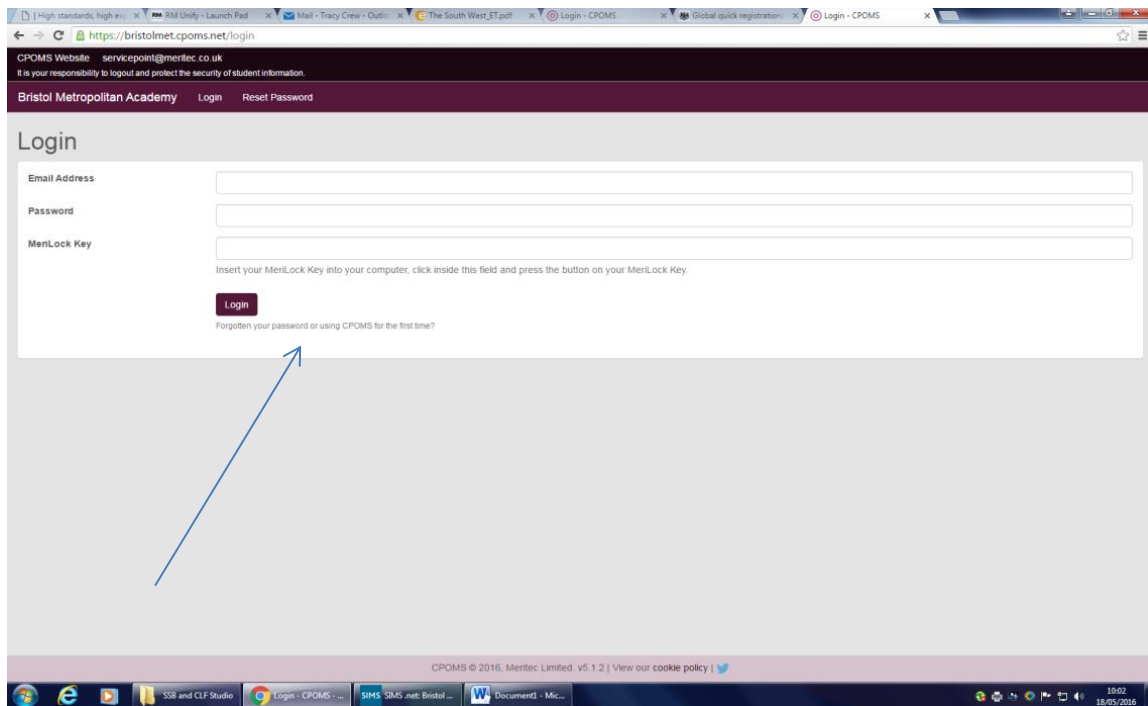 | High standards, high ex
RM RM Unify - Launch Pad
Mail - Tracy Crew - Outlo
The South West_ET.pdf
Login - CPOMS
Global quick registration
Login - CPOMS
https://bristolmet.cpoms.net/login
CPOMS Website servicepoint@meritec.co.uk
It is your responsibility to logout and protect the security of student information.
Bristol Metropolitan Academy Login Reset Password
Login
Email Address
Password
MeriLock Key
Insert your MeriLock Key into your computer, click inside this field and press the button on your MeriLock Key.
Login
Forgotten your password or using CPOMS for the first time?
CPOMS © 2016, Meritec Limited. v5.1.2 | View our cookie policy |
SSB and CLF Studio
Login - CPOMS - ...
SIMS SIMS .net: Bristol ...
W Document1 - Mic...
10:02
18/05/2016